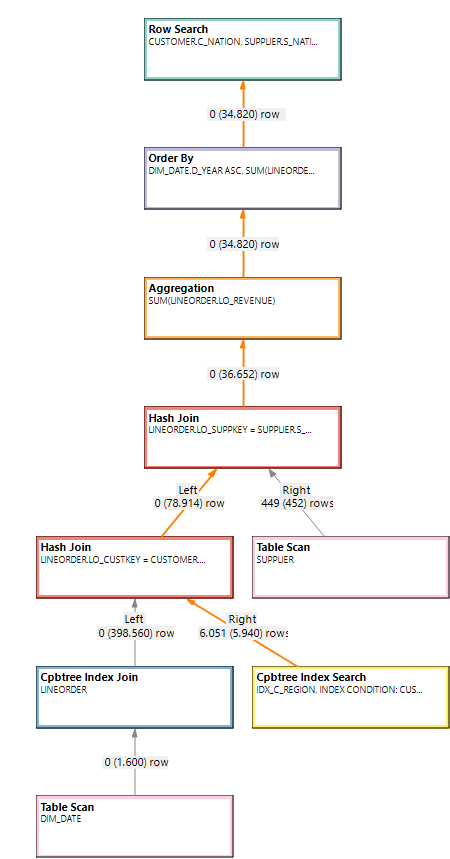 Row Search
CUSTOMER.C_NATION, SUPPLIER.S_NATI...
0 (34.820) row
Order By
DIM_DATE.D_YEAR ASC, SUM(LINEORDE...
0 (34.820) row
Aggregation
SUM(LINEORDER.LO_REVENUE)
0 (36.652) row
Hash Join
LINEORDER.LO_SUPPKEY = SUPPLIER.S_...
Left
0 (78.914) row
Right
449 (452) rows
Hash Join
LINEORDER.LO_CUSTKEY = CUSTOMER....
Table Scan
SUPPLIER
Left
0 (398.560) row
Right
6.051 (5.940) rows
Cpbtree Index Join
LINEORDER
Cpbtree Index Search
IDX_C_REGION, INDEX CONDITION: CUS...
0 (1.600) row
Table Scan
DIM_DATE